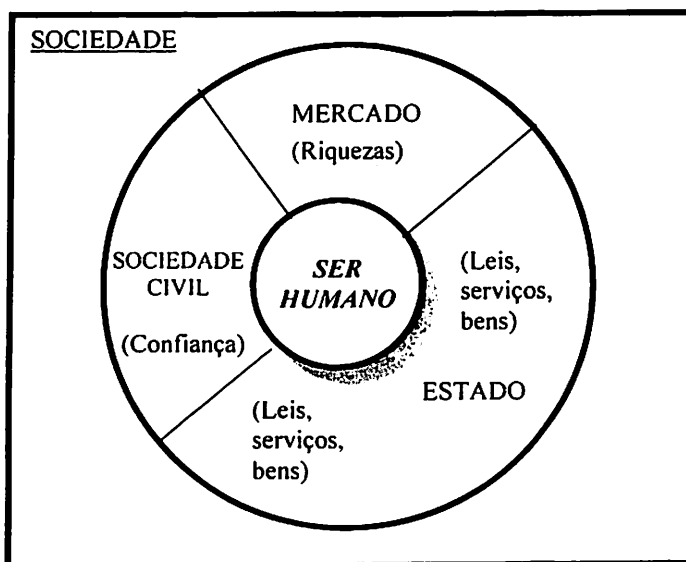 SOCIEDADE
MERCADO
(Riquezas)
SOCIEDADE
CIVIL
(Confiança)
SER
HUMANO
(Leis,
serviços,
bens)
ESTADO
(Leis,
serviços,
bens)